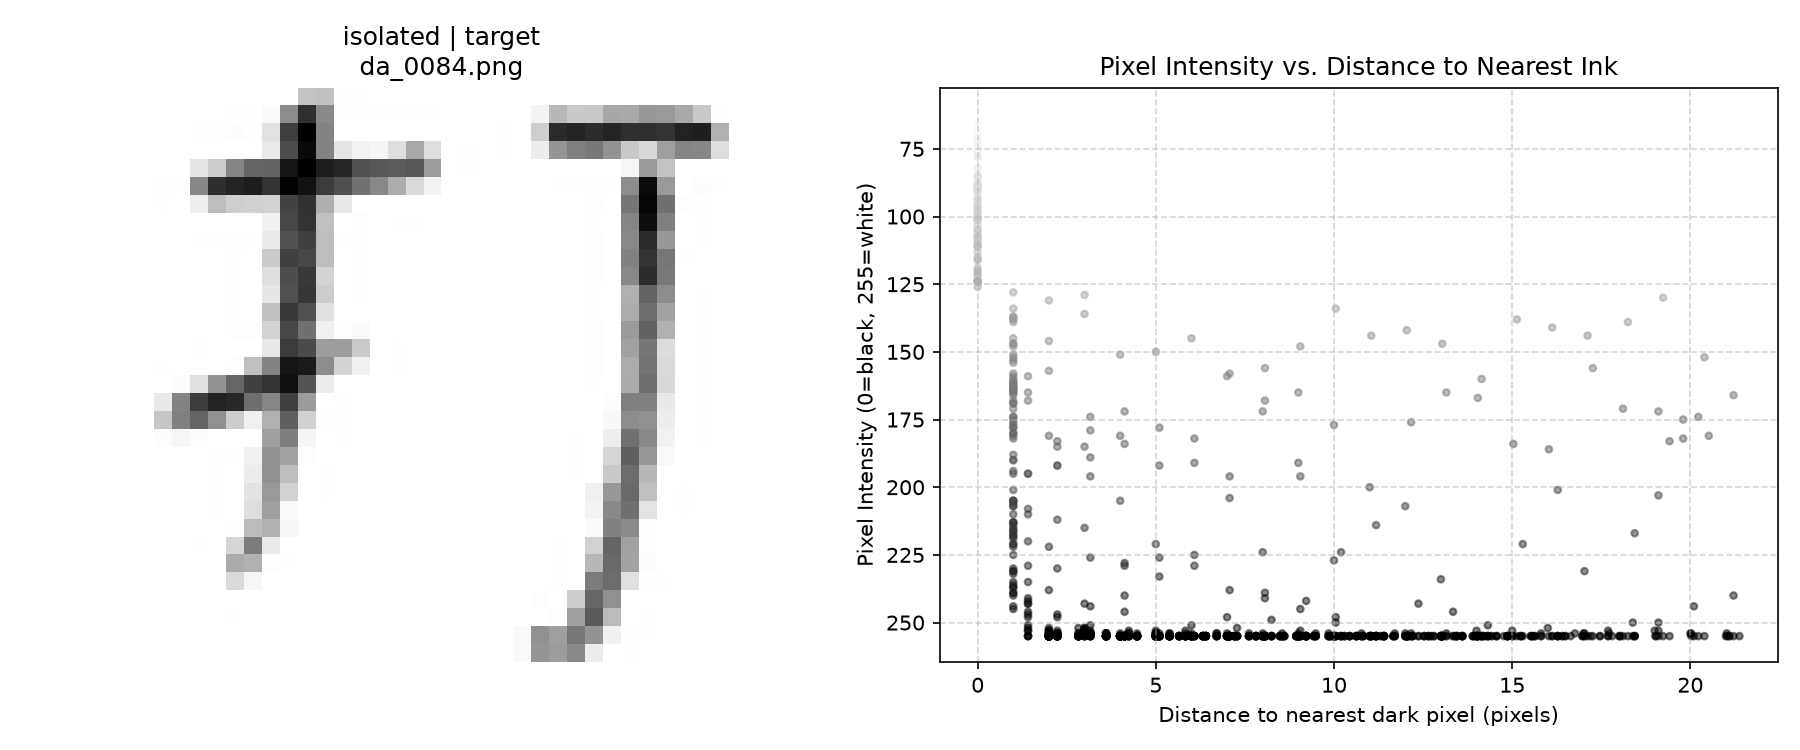 isolated | target
da_0084.png
打
Pixel Intensity vs. Distance to Nearest Ink
Pixel Intensity (0=black, 255=white)
75
100
125
150
175
200
225
250
0 5 10 15 20
Distance to nearest dark pixel (pixels)